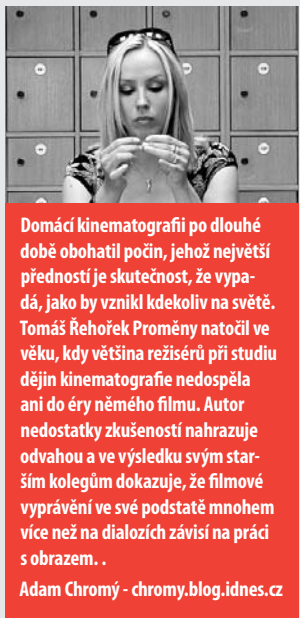 Domácí kinematografii po dlouhé
době obohatil počin, jehož největší
předností je skutečnost, že vypa-
dá, jako by vznikl kdekoliv na světě.
Tomáš Řehořek Proměny natočil ve
věku, kdy většina režisérů při studiu
dějin kinematografie nedospěla
ani do éry němého filmu. Autor
nedostatky zkušeností nahrazuje
odvahou a ve výsledku svým star-
ším kolegům dokazuje, že filmové
vyprávění ve své podstatě mnohem
více než na dialozích závisí na práci
s obrazem. .
Adam Chromý - chromy.blog.idnes.cz